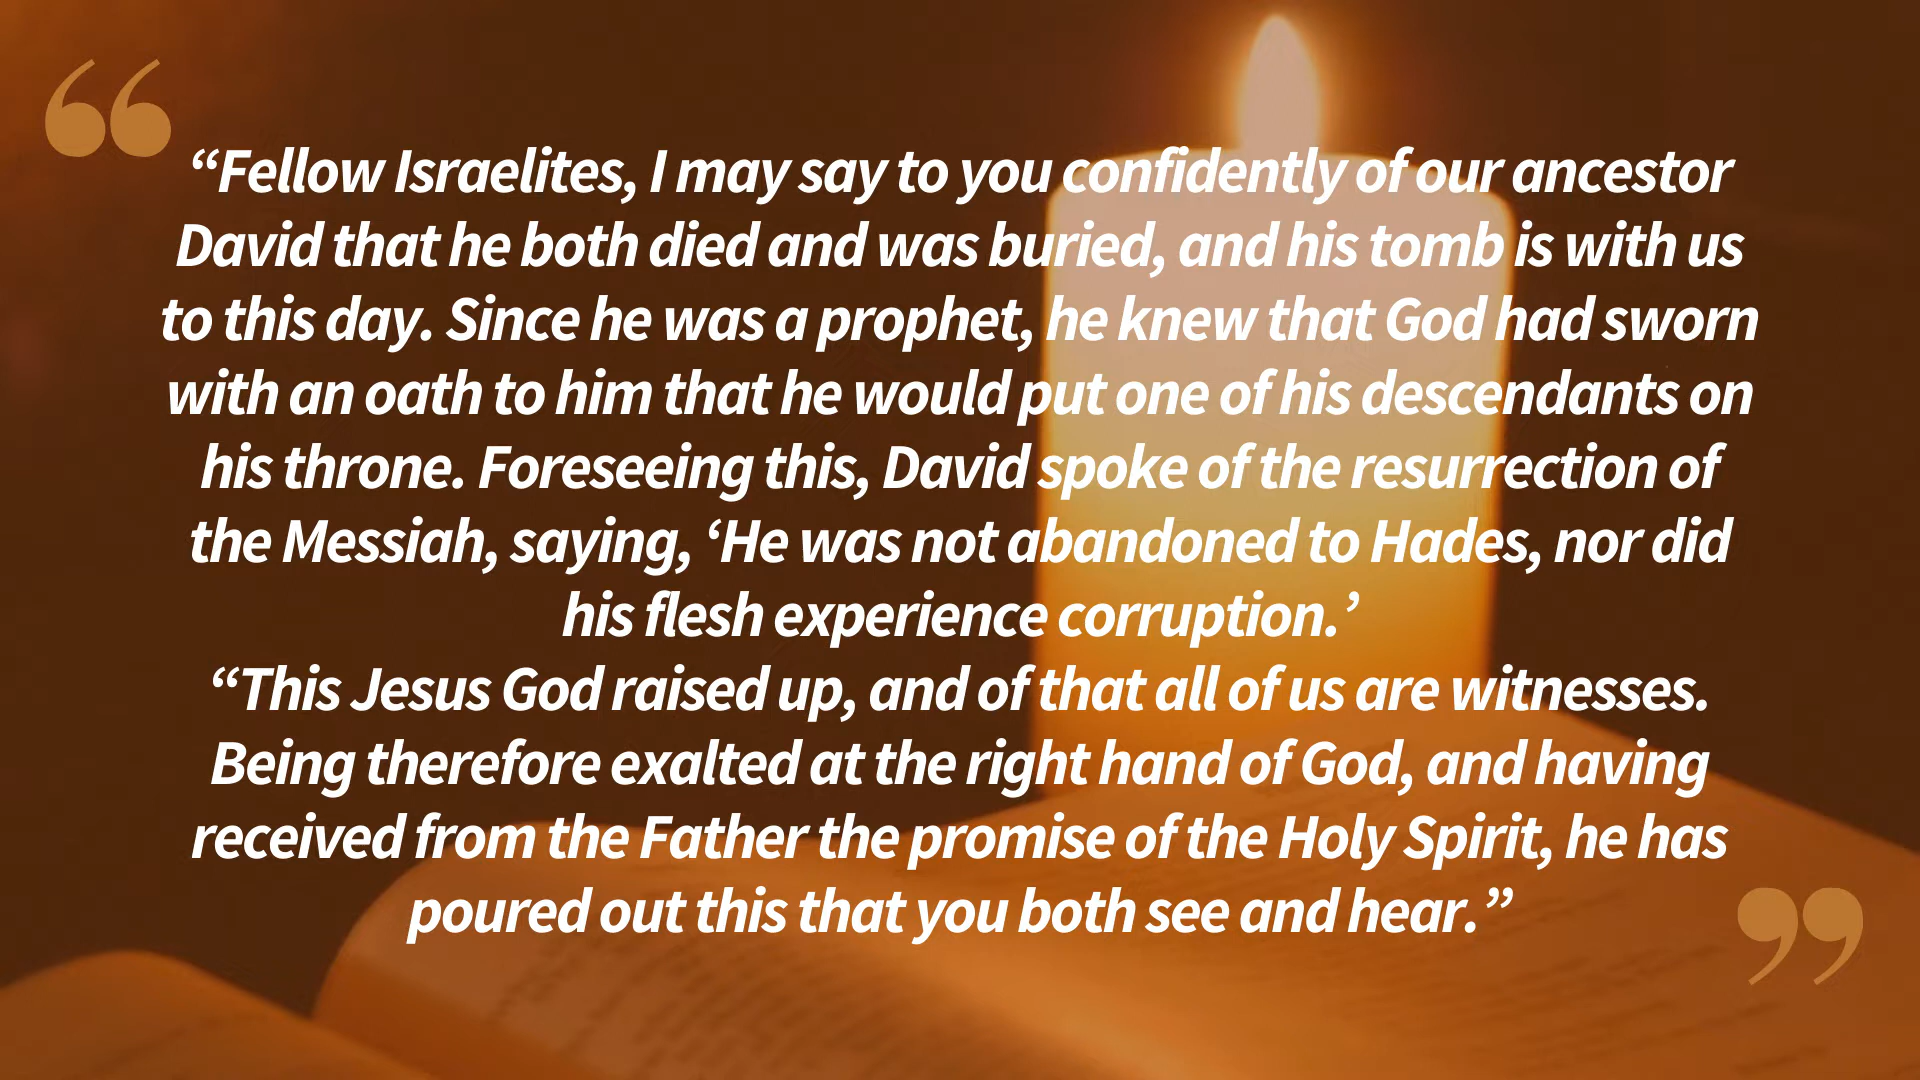 “Fellow Israelites, I may say to you confidently of our ancestor
David that he both died and was buried, and his tomb is with us
to this day. Since he was a prophet, he knew that God had sworn
with an oath to him that he would put one of his descendants on
his throne. Foreseeing this, David spoke of the resurrection of
the Messiah, saying, ‘He was not abandoned to Hades, nor did
his flesh experience corruption.’
“This Jesus God raised up, and of that all of us are witnesses.
Being therefore exalted at the right hand of God, and having
received from the Father the promise of the Holy Spirit, he has
poured out this that you both see and hear.”